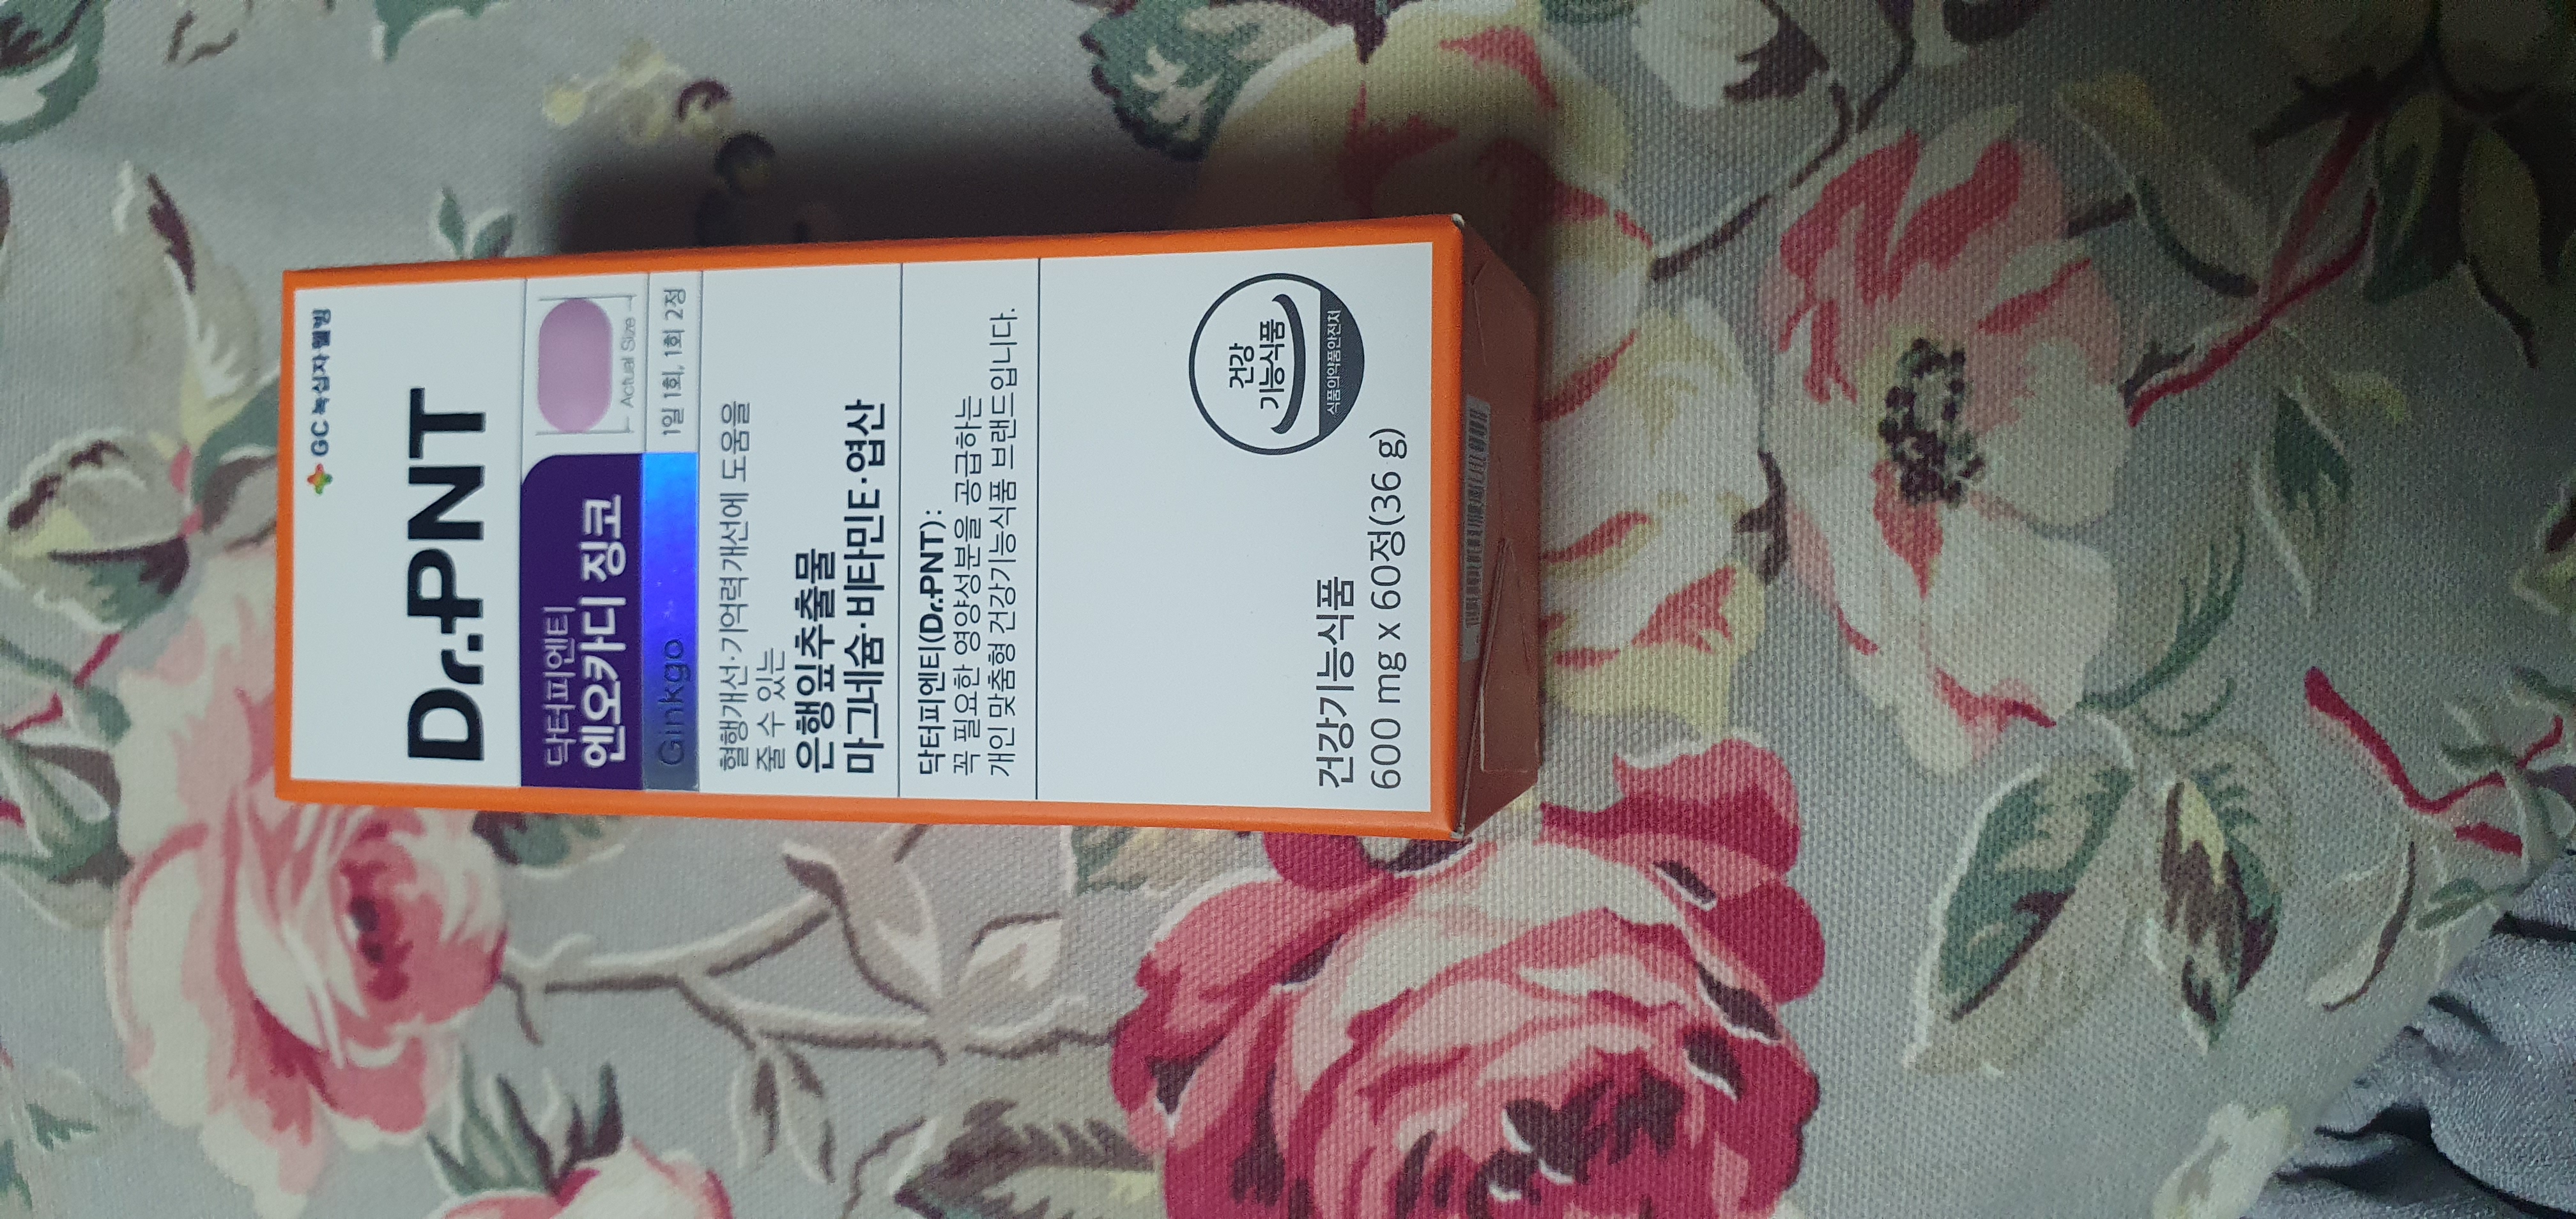 GC녹십자웰빙
Dr.PNT
닥터피엔티
엔오카디 징코
Actual Size
Ginkgo
1일 1회, 1회 2정
혈행개선·기억력개선에 도움을
줄 수 있는
은행잎추출물
마그네슘·비타민E·엽산
닥터피엔티(Dr.PNT):
꼭 필요한 영양성분을 공급하는
개인 맞춤형 건강기능식품 브랜드입니다.
건강
기능식품
식품의약품안전처
건강기능식품
600 mg x 60정(36 g)